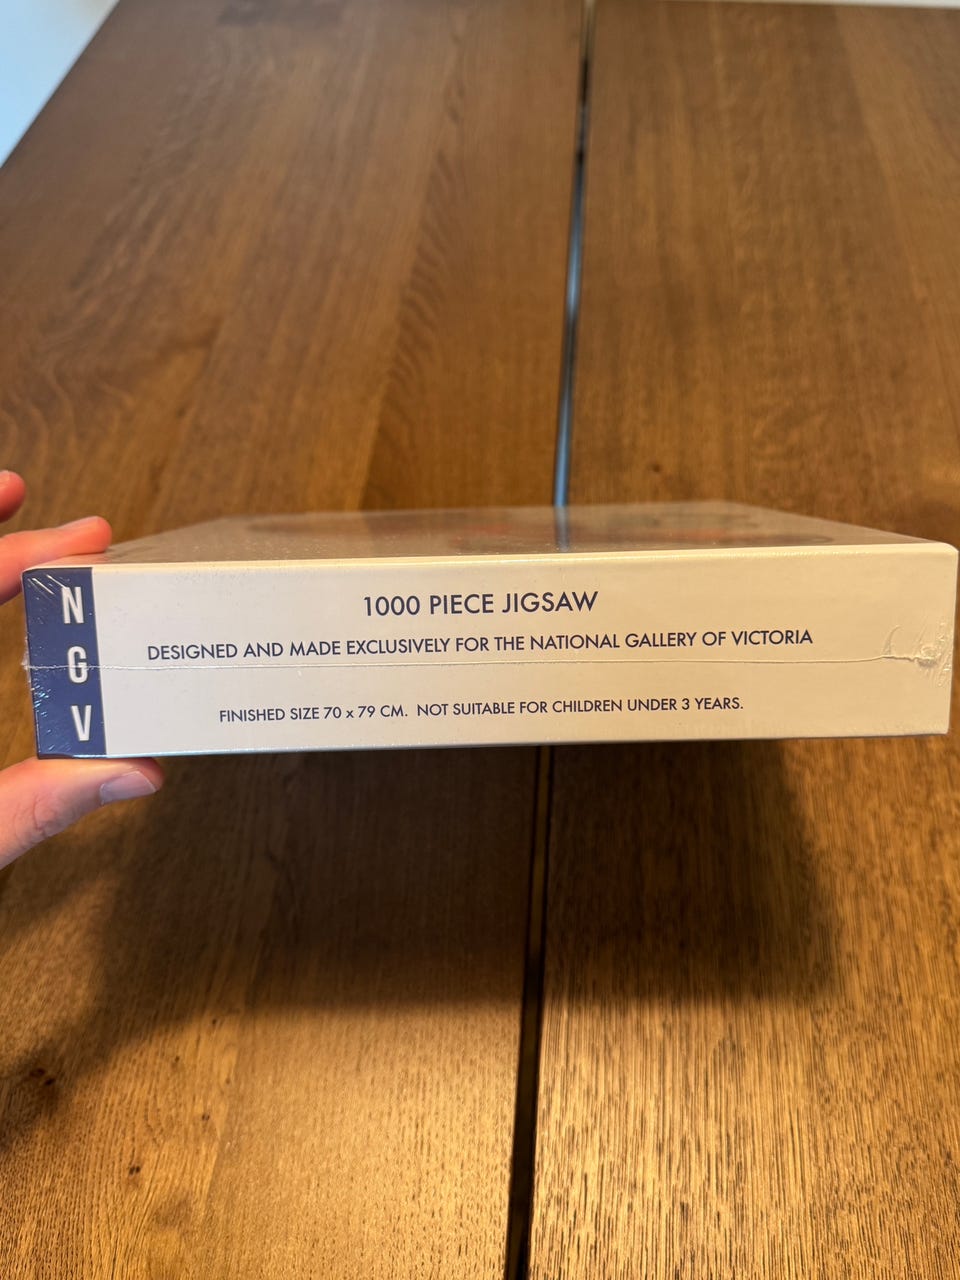 N
G
V
1000 PIECE JIGSAW
DESIGNED AND MADE EXCLUSIVELY FOR THE NATIONAL GALLERY OF VICTORIA
FINISHED SIZE 70 x 79 CM. NOT SUITABLE FOR CHILDREN UNDER 3 YEARS.